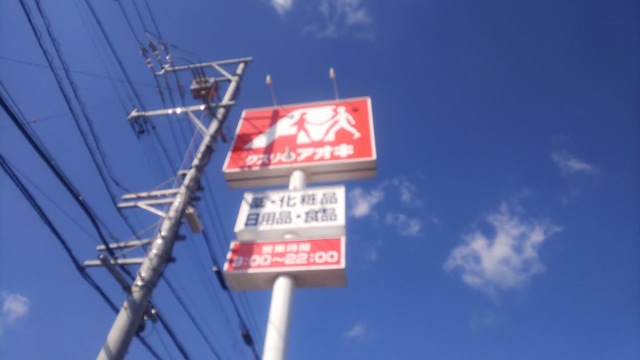 クスリのアオキ
薬・化粧品
日用品・食品
営業時間
9:00～22:00